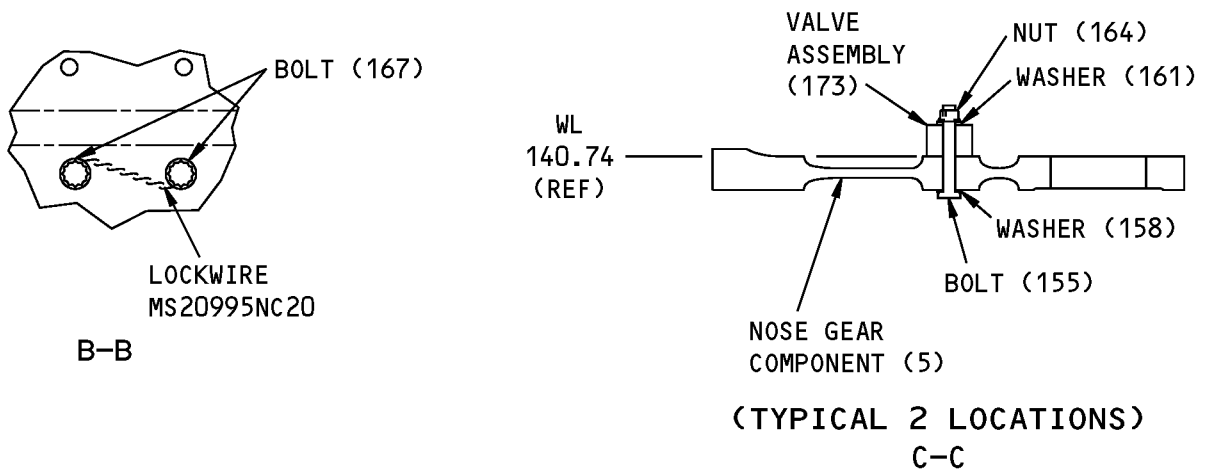 BOLT (167)
LOCKWIRE
MS20995NC20
B-B
VALVE
ASSEMBLY
(173)
NUT (164)
WASHER (161)
WL
140.74
(REF)
WASHER (158)
BOLT (155)
NOSE GEAR
COMPONENT (5)
(TYPICAL 2 LOCATIONS)
C-C